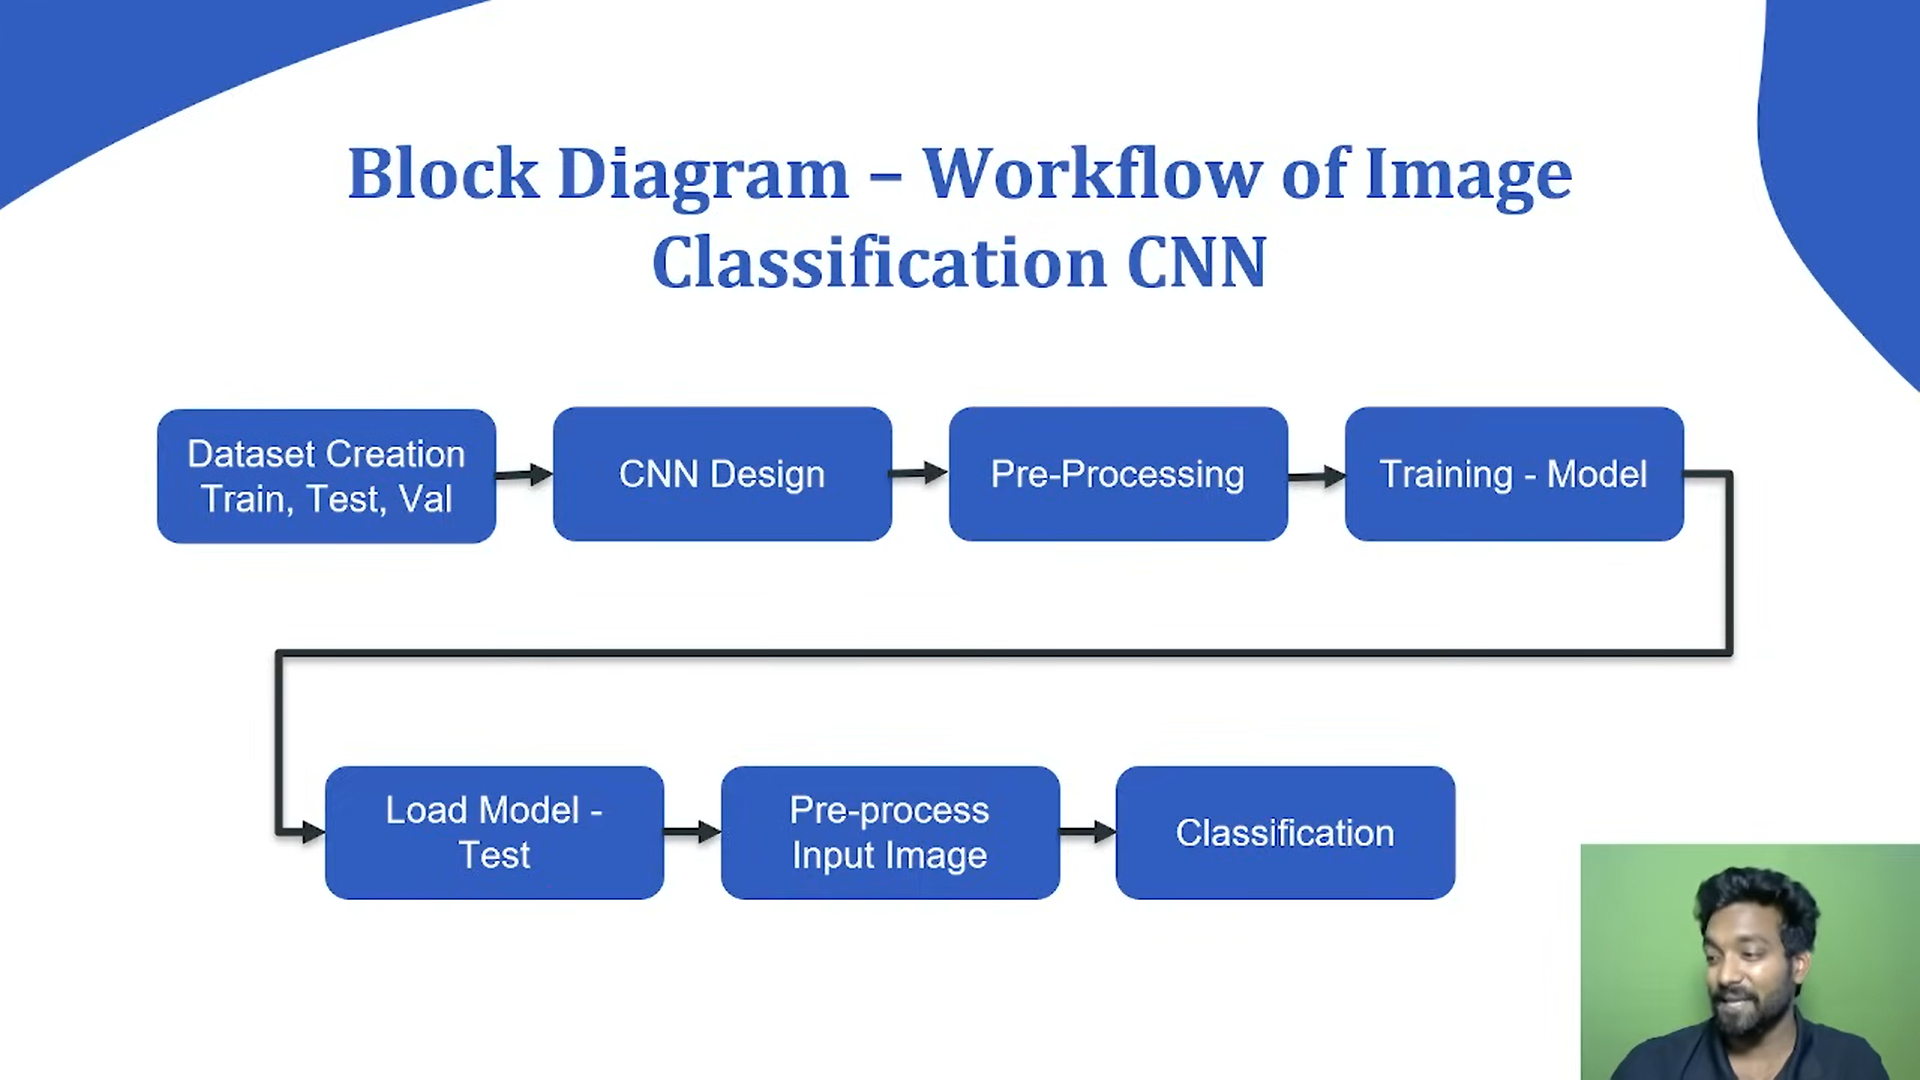 Block Diagram – Workflow of Image
Classification CNN
Dataset Creation
Train, Test, Val
CNN Design
Pre-Processing
Training - Model
Load Model -
Test
Pre-process
Input Image
Classification